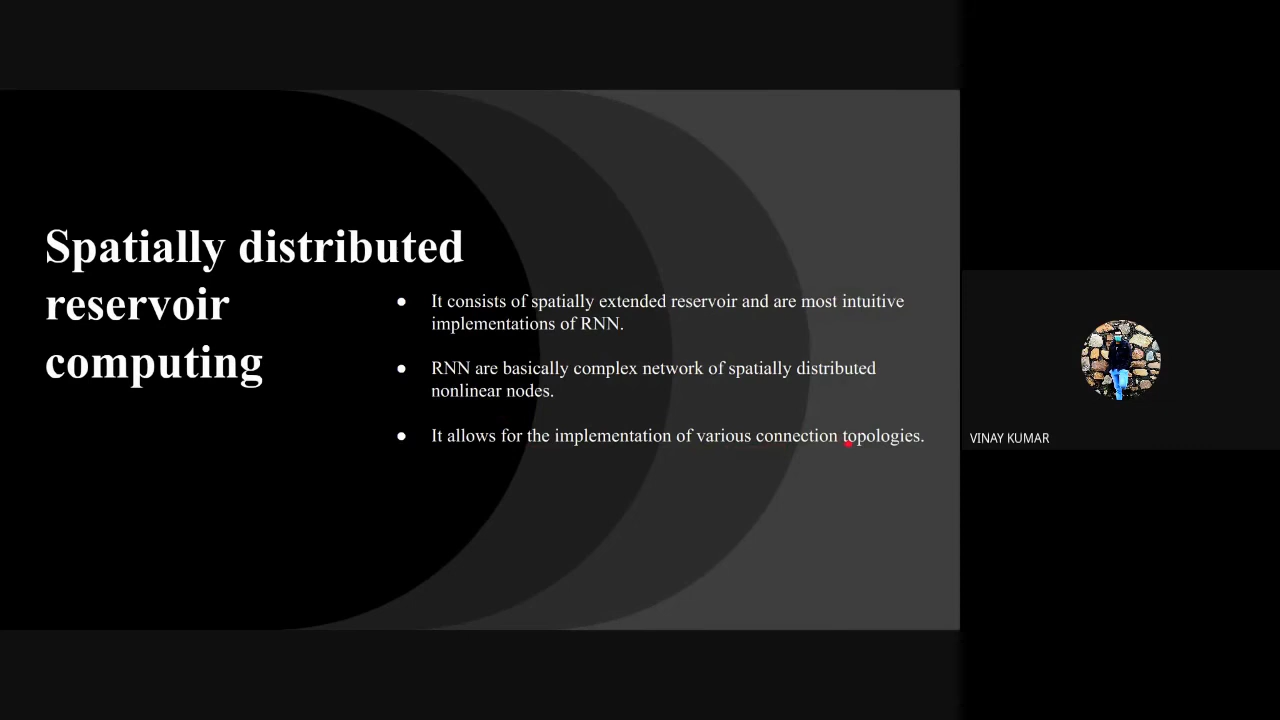 Spatially distributed
reservoir
computing
● It consists of spatially extended reservoir and are most intuitive
implementations of RNN.
● RNN are basically complex network of spatially distributed
nonlinear nodes.
● It allows for the implementation of various connection topologies.
VINAY KUMAR